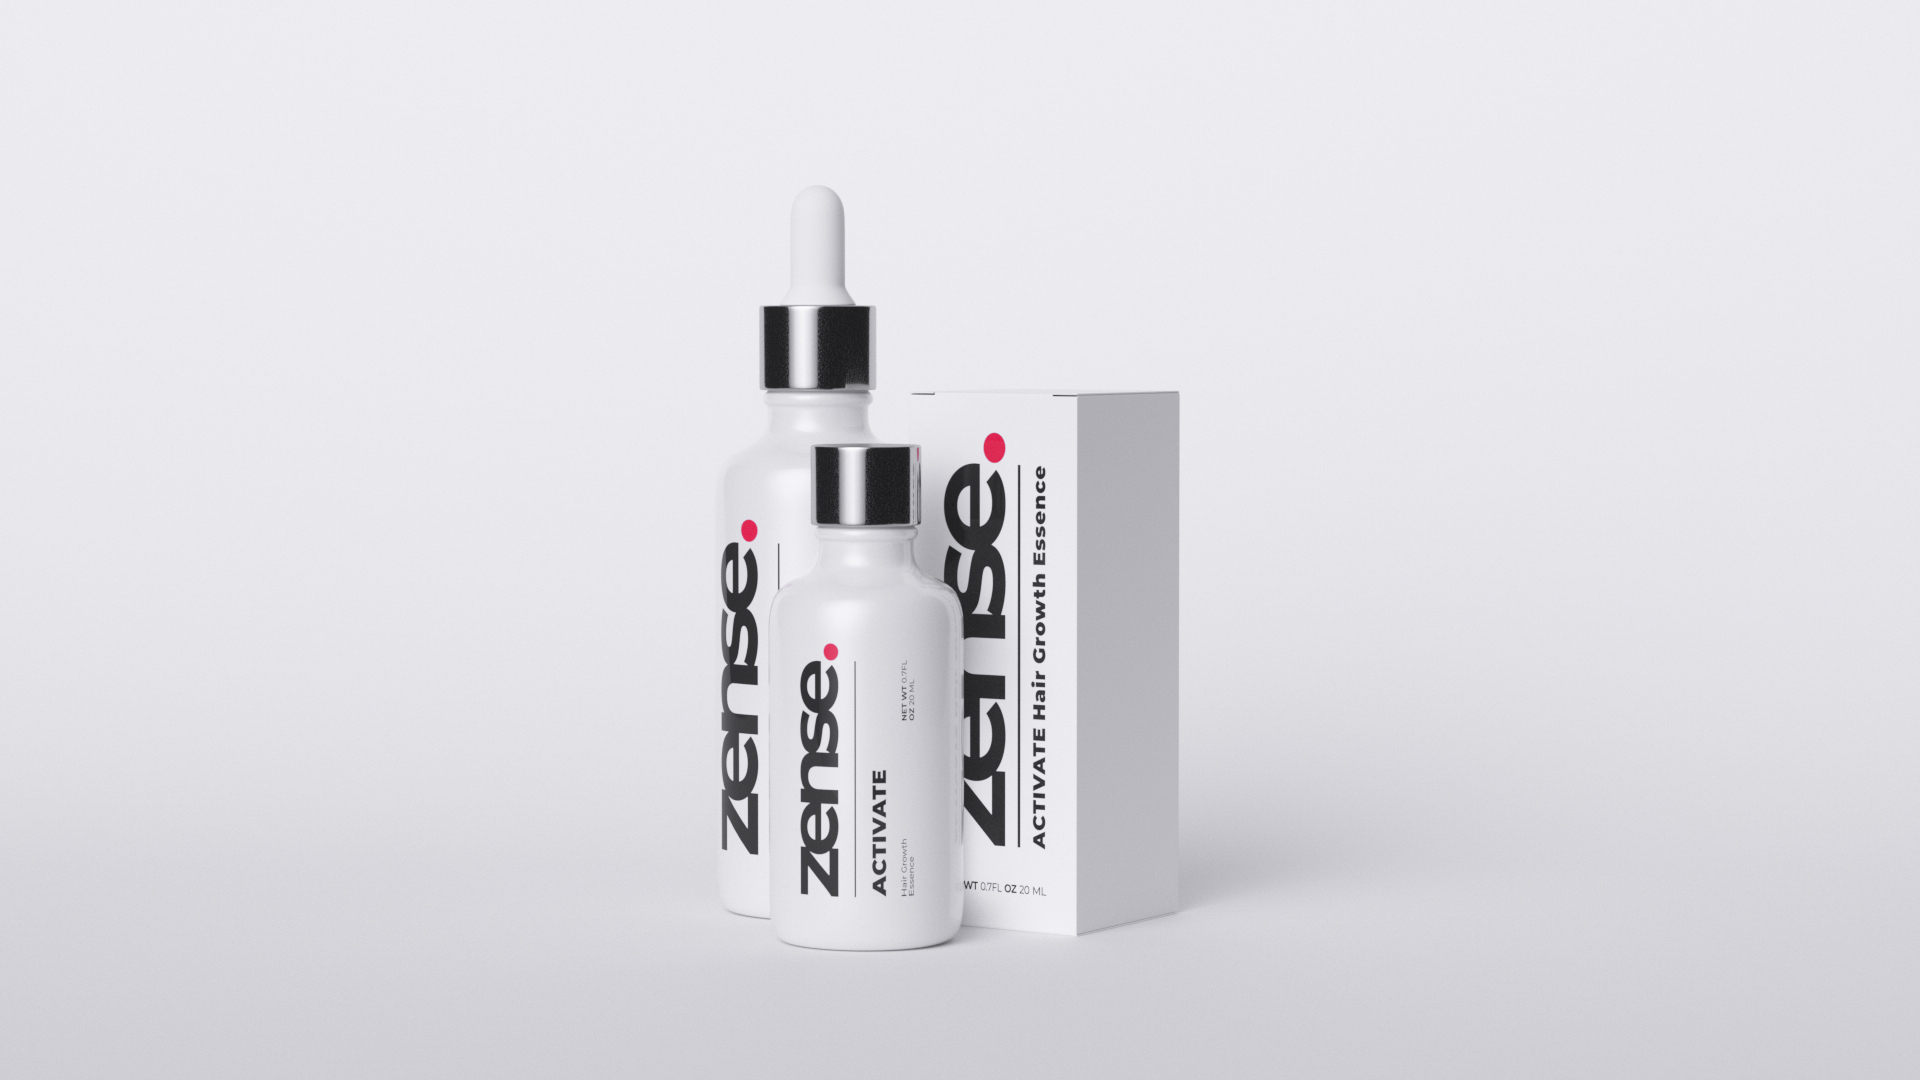 zense.
zense.
ACTIVATE
Hair Growth
Essence
NET WT 0.7FL
OZ 20 ML
zense.
ACTIVATE Hair Growth Essence
WT 0.7FL OZ 20 ML